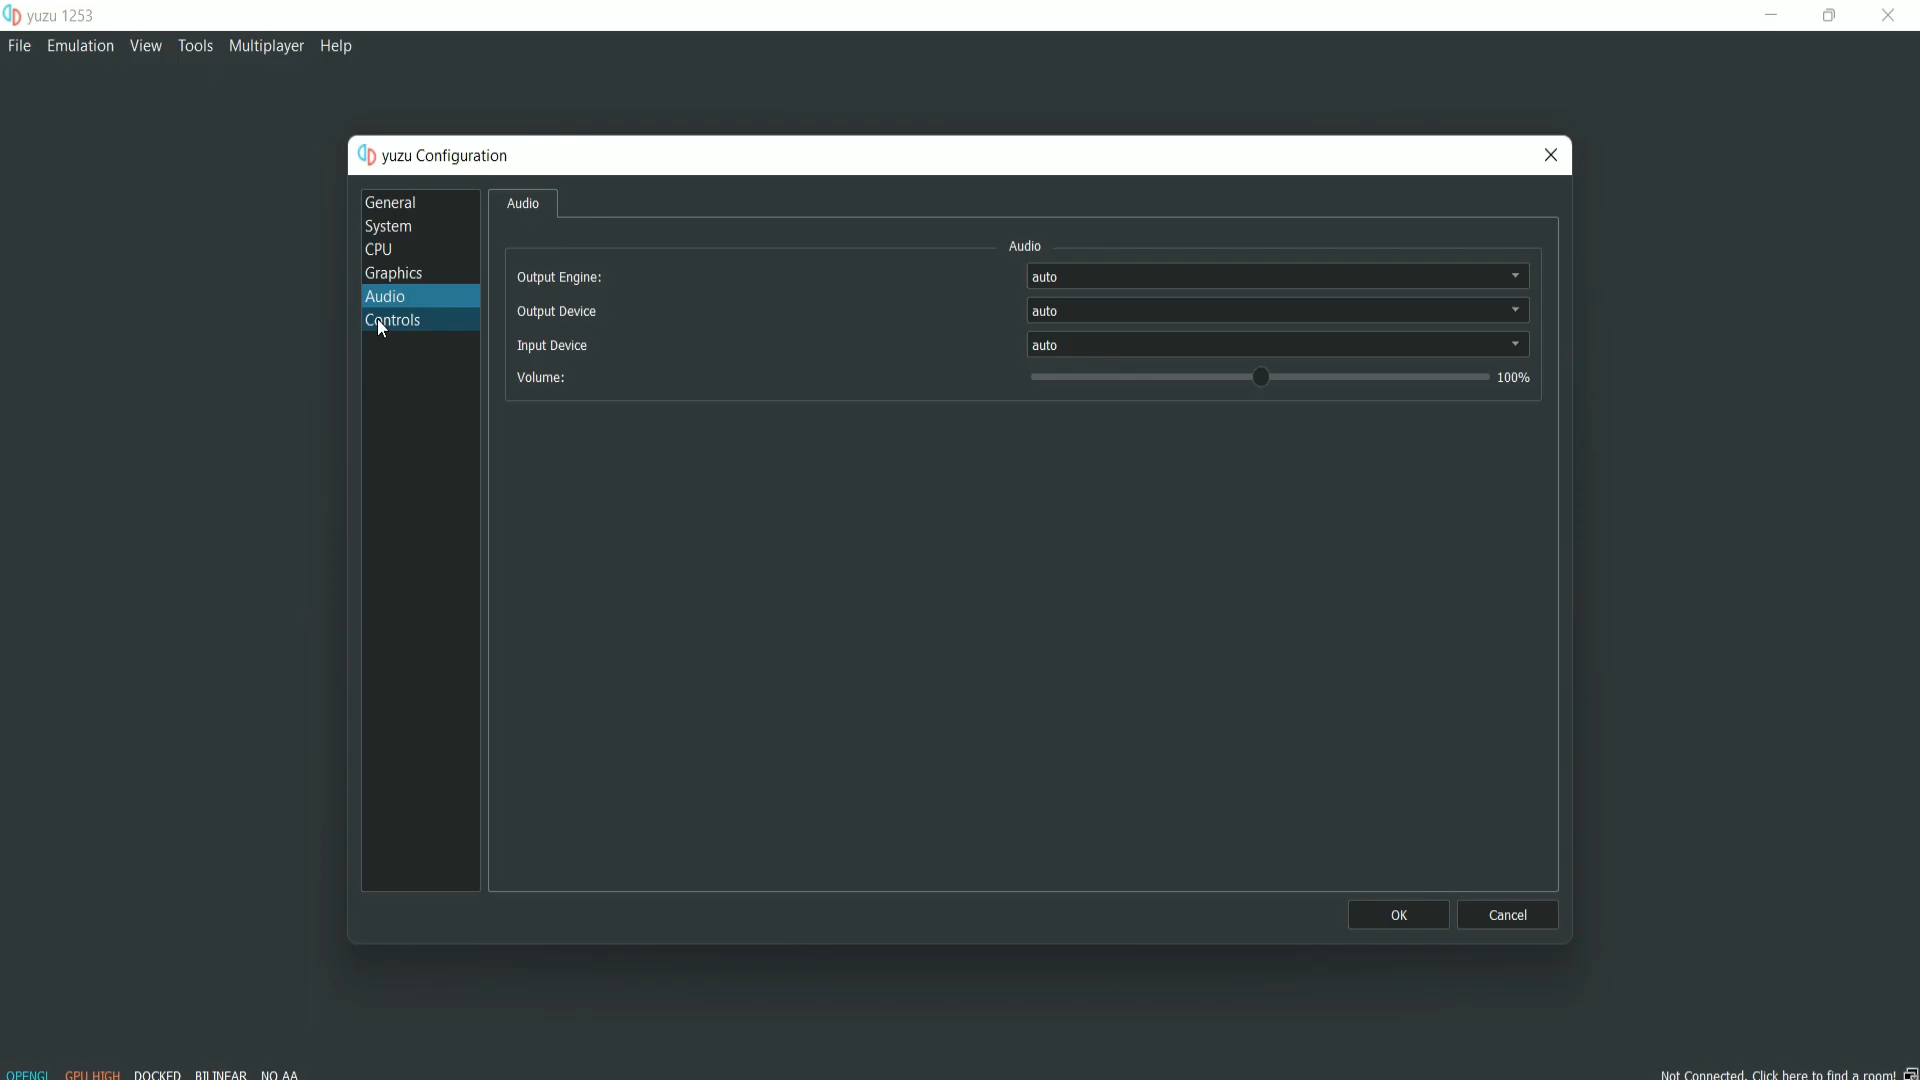 yuzu 1253
File Emulation View Tools Multiplayer Help
yuzu Configuration
General
System
CPU
Graphics
Audio
Controls
Audio
Audio
Output Engine: auto
Output Device auto
Input Device auto
Volume: 100%
OK Cancel
OPENGL GPU HIGH DOCKED BILINEAR NO AA Not Connected. Click here to find a room!